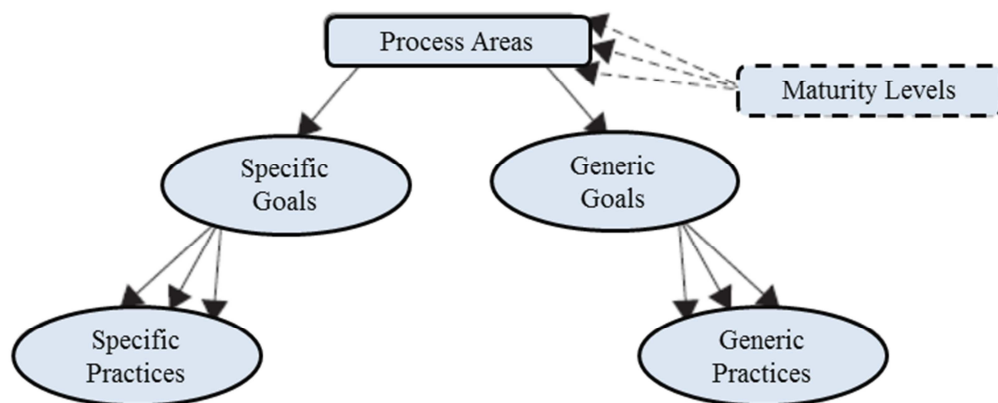 Process Areas
Maturity Levels
Specific
Goals
Generic
Goals
Specific
Practices
Generic
Practices